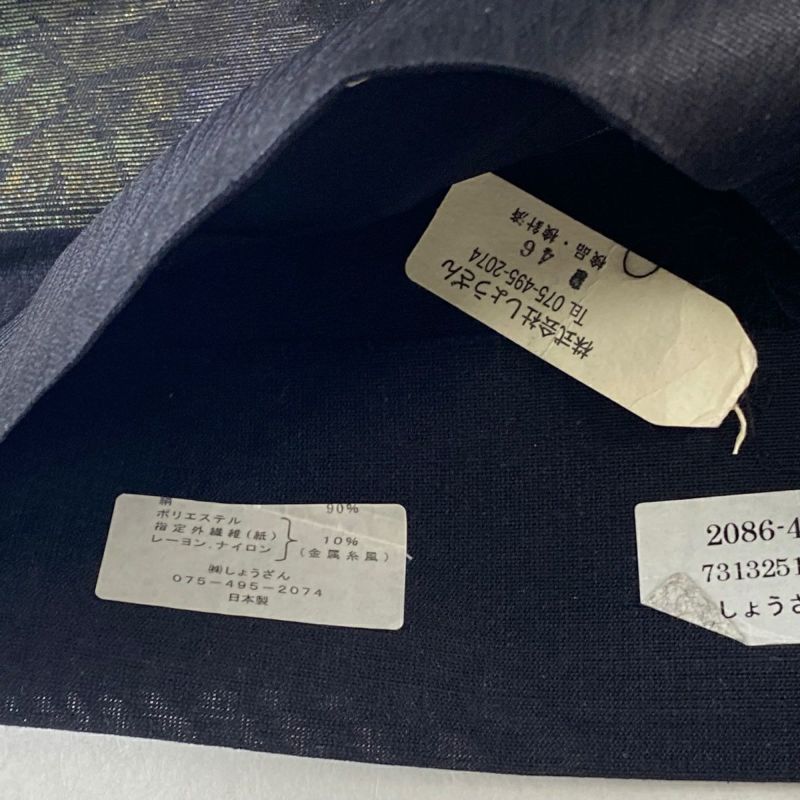 株式会社しょうざん
TEL 075-495-2074
46
検品・検針済
絹 90%
ポリエステル
指定外繊維(紙) 10%
レーヨン、ナイロン (金属糸風)
㈱しょうざん
075-495-2074
日本製
2086-4
7313251
しょうざ